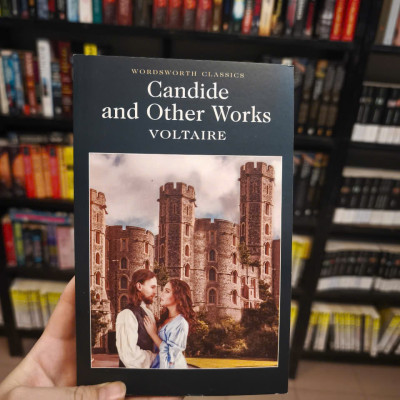 WORDSWORTH CLASSICS
Candide
and Other Works
VOLTAIRE